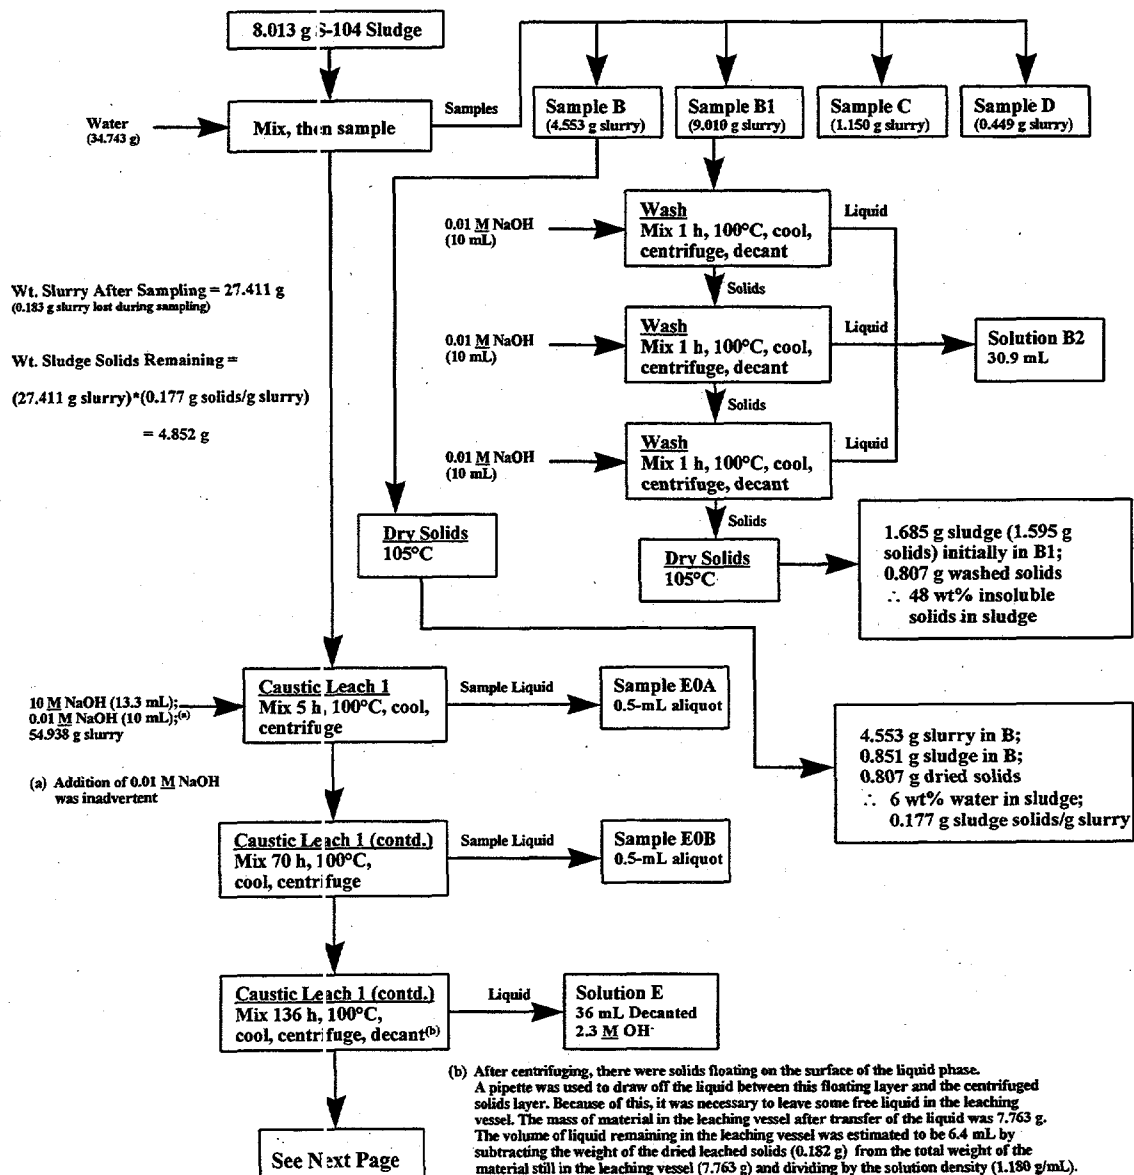 8.013 g S-104 Sludge
Water
(34.743 g)
Mix, then sample
Samples
Sample B
(4.553 g slurry)
Sample B1
(9.010 g slurry)
Sample C
(1.150 g slurry)
Sample D
(0.449 g slurry)
0.01 M NaOH
(10 mL)
Wash
Mix 1 h, 100°C, cool,
centrifuge, decant
Liquid
Solids
Wt. Slurry After Sampling = 27.411 g
(0.183 g slurry lost during sampling)
Wt. Sludge Solids Remaining =
(27.411 g slurry)*(0.177 g solids/g slurry)
= 4.852 g
0.01 M NaOH
(10 mL)
Wash
Mix 1 h, 100°C, cool,
centrifuge, decant
Liquid
Solution B2
30.9 mL
Solids
0.01 M NaOH
(10 mL)
Wash
Mix 1 h, 100°C, cool,
centrifuge, decant
Liquid
Solids
Dry Solids
105°C
Dry Solids
105°C
1.685 g sludge (1.595 g
solids) initially in B1;
0.807 g washed solids
∴ 48 wt% insoluble
solids in sludge
10 M NaOH (13.3 mL);
0.01 M NaOH (10 mL);(a)
54.938 g slurry
Caustic Leach 1
Mix 5 h, 100°C, cool,
centrifuge
Sample Liquid
Sample E0A
0.5-mL aliquot
(a) Addition of 0.01 M NaOH
was inadvertent
4.553 g slurry in B;
0.851 g sludge in B;
0.807 g dried solids
∴ 6 wt% water in sludge;
0.177 g sludge solids/g slurry
Caustic Leach 1 (contd.)
Mix 70 h, 100°C,
cool, centrifuge
Sample Liquid
Sample E0B
0.5-mL aliquot
Caustic Leach 1 (contd.)
Mix 136 h, 100°C,
cool, centrifuge, decant(b)
Liquid
Solution E
36 mL Decanted
2.3 M OH-
See Next Page
(b) After centrifuging, there were solids floating on the surface of the liquid phase.
A pipette was used to draw off the liquid between this floating layer and the centrifuged
solids layer. Because of this, it was necessary to leave some free liquid in the leaching
vessel. The mass of material in the leaching vessel after transfer of the liquid was 7.763 g.
The volume of liquid remaining in the leaching vessel was estimated to be 6.4 mL by
subtracting the weight of the dried leached solids (0.182 g) from the total weight of the
material still in the leaching vessel (7.763 g) and dividing by the solution density (1.180 g/mL).